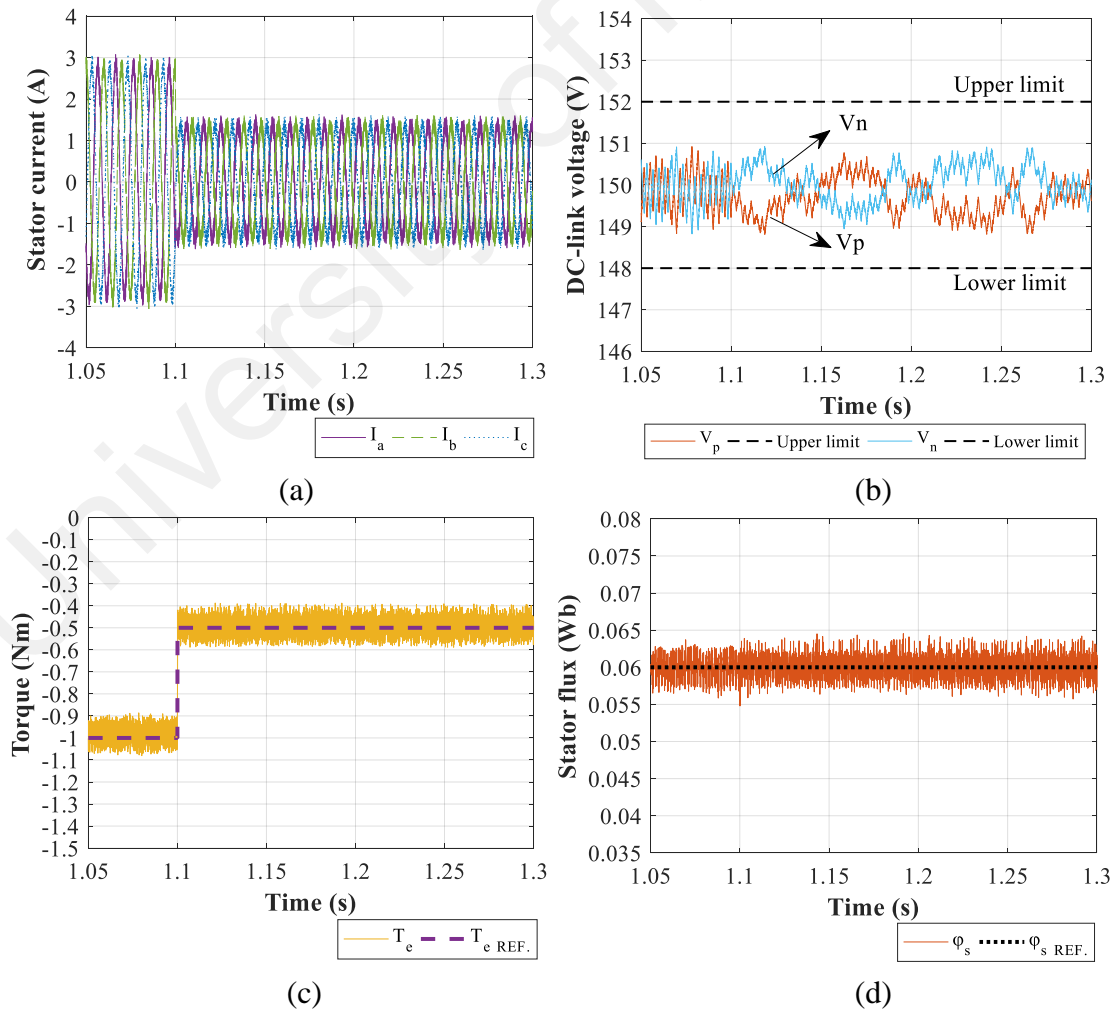 University of
4
3
2
1
0
-1
-2
-3
-4
Stator current (A)
1.05 1.1 1.15 1.2 1.25 1.3
Time (s)
I_a I_b I_c
(a)
154
153
152
151
150
149
148
147
146
DC-link voltage (V)
Upper limit
Vn
Vp
Lower limit
1.05 1.1 1.15 1.2 1.25 1.3
Time (s)
V_p Upper limit V_n Lower limit
(b)
0
-0.1
-0.2
-0.3
-0.4
-0.5
-0.6
-0.7
-0.8
-0.9
-1
-1.1
-1.2
-1.3
-1.4
-1.5
Torque (Nm)
1.05 1.1 1.15 1.2 1.25 1.3
Time (s)
T_e T_e REF.
(c)
0.08
0.075
0.07
0.065
0.06
0.055
0.05
0.045
0.04
0.035
Stator flux (Wb)
1.05 1.1 1.15 1.2 1.25 1.3
Time (s)
φ_s φ_s REF.
(d)